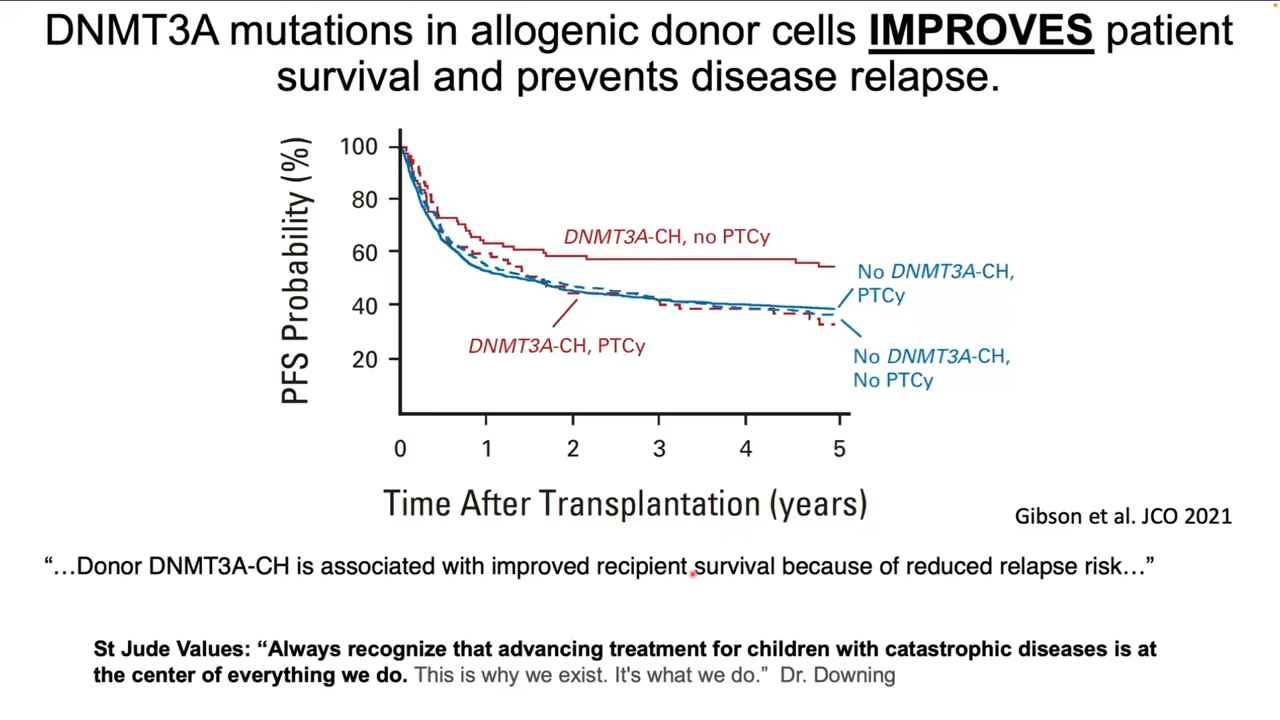 DNMT3A mutations in allogenic donor cells IMPROVES patient
survival and prevents disease relapse.
PFS Probability (%)
100
80
60
40
20
DNMT3A-CH, no PTCy
No DNMT3A-CH,
PTCy
DNMT3A-CH, PTCy
No DNMT3A-CH,
No PTCy
0 1 2 3 4 5
Time After Transplantation (years)
Gibson et al. JCO 2021
“…Donor DNMT3A-CH is associated with improved recipient survival because of reduced relapse risk…”
St Jude Values: “Always recognize that advancing treatment for children with catastrophic diseases is at
the center of everything we do. This is why we exist. It's what we do.” Dr. Downing